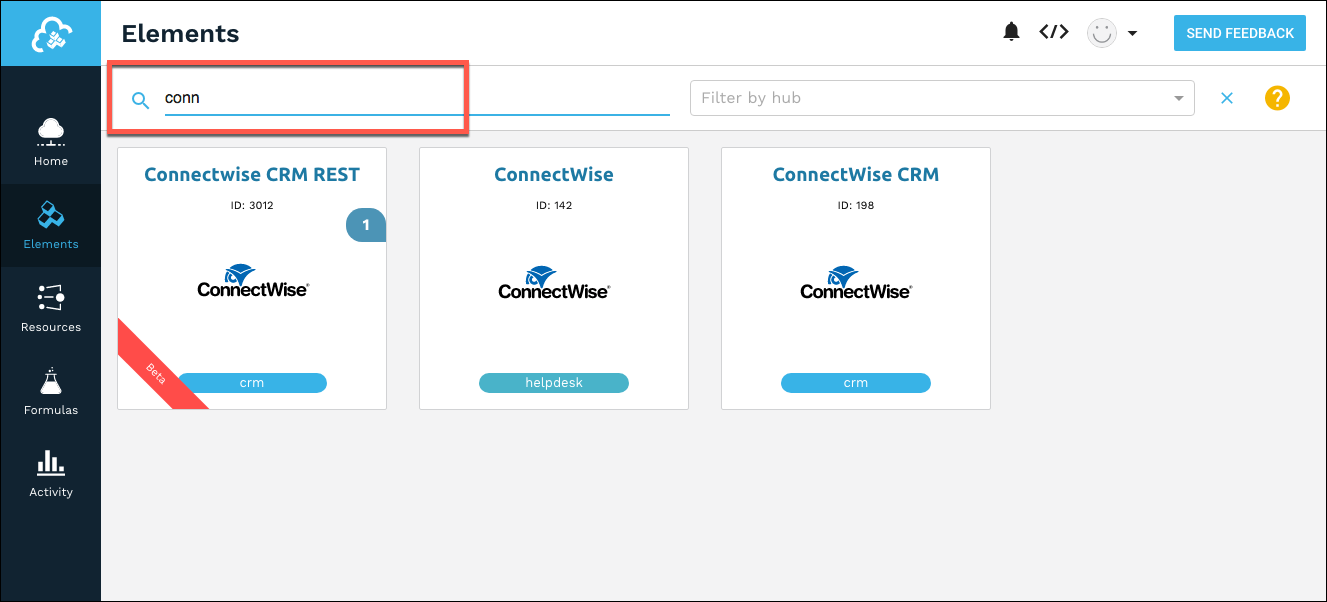 Elements
</>
SEND FEEDBACK
conn
Filter by hub
?
Home
Elements
Resources
Formulas
Activity
Connectwise CRM REST
ID: 3012
1
ConnectWise
Beta
crm
ConnectWise
ID: 142
ConnectWise
helpdesk
ConnectWise CRM
ID: 198
ConnectWise
crm